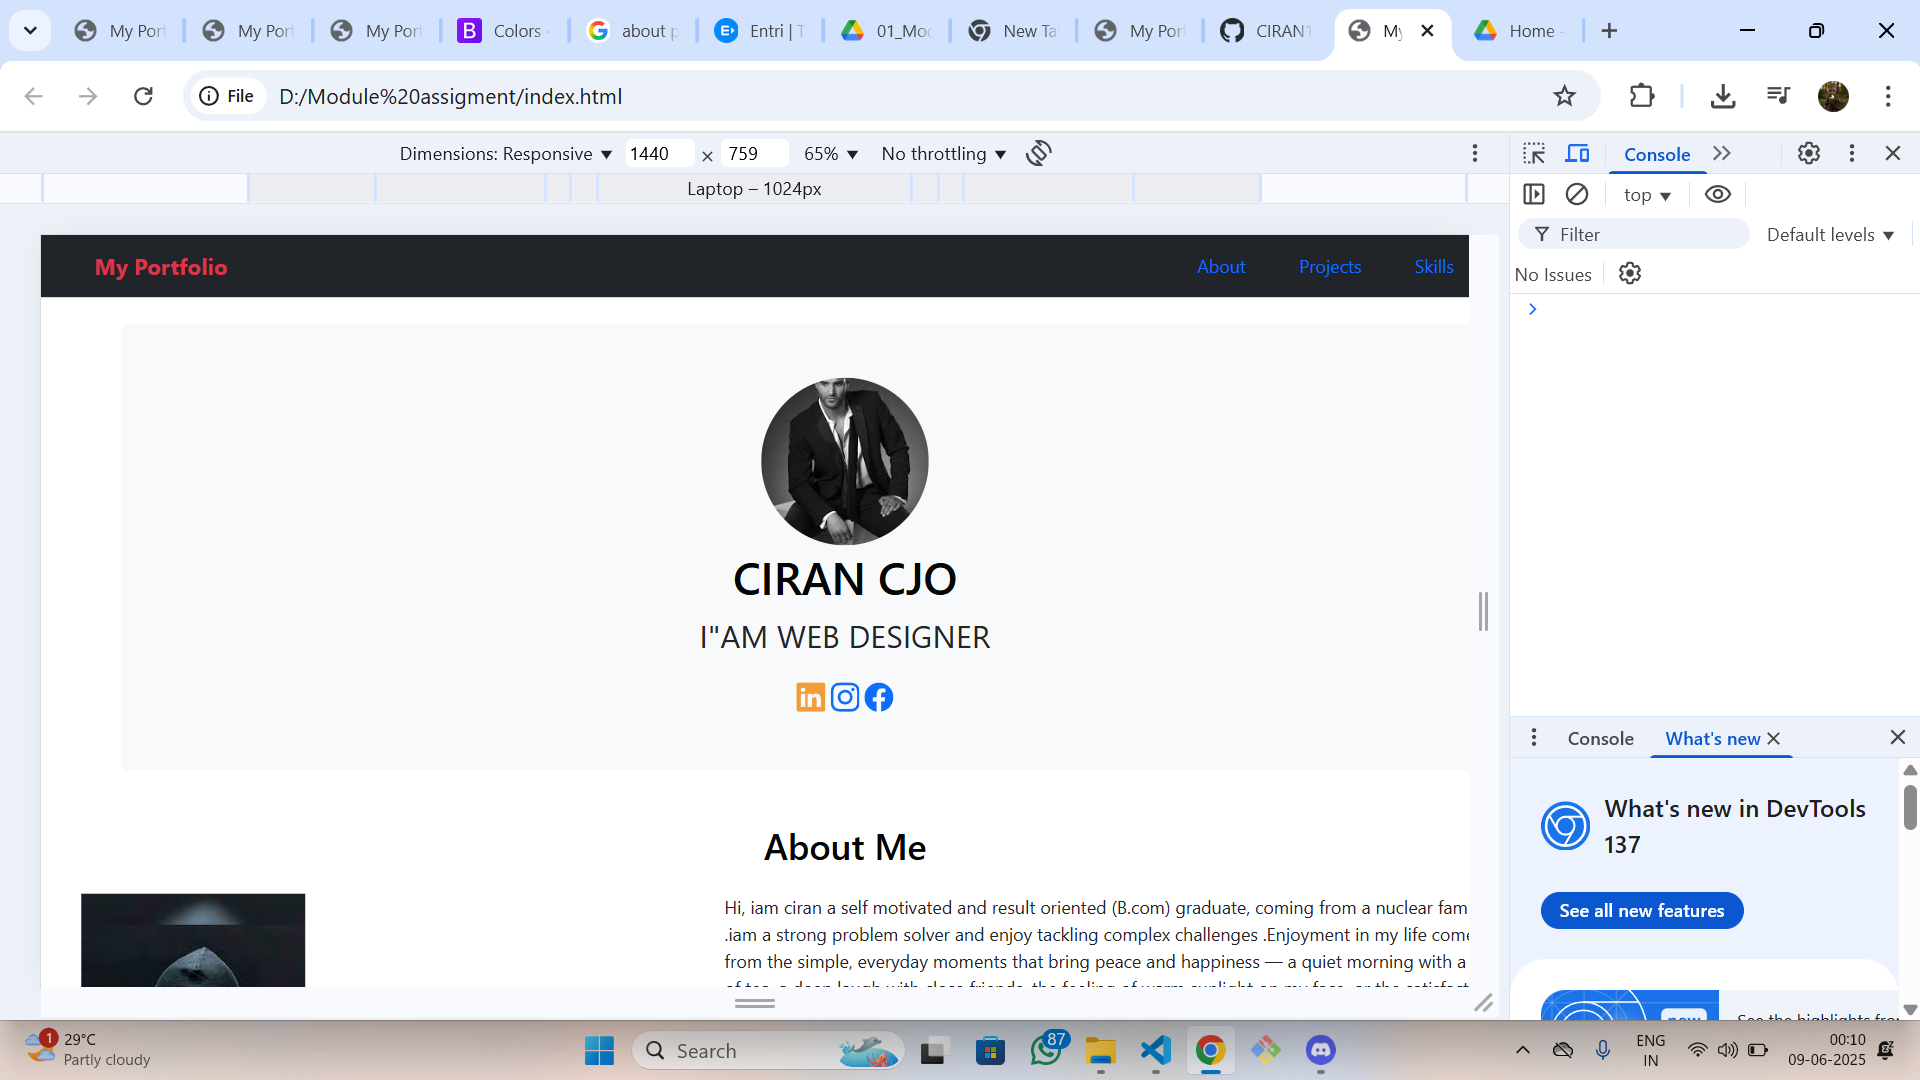 My Port
My Port
My Port
Colors
about p
Entri | T
01_Moc
New Ta
My Port
CIRAN1
My
Home -
File
D:/Module%20assigment/index.html
Dimensions: Responsive
1440 × 759
65%
No throttling
Laptop – 1024px
My Portfolio
About
Projects
Skills
CIRAN CJO
I"AM WEB DESIGNER
About Me
Hi, iam ciran a self motivated and result oriented (B.com) graduate, coming from a nuclear fam
.iam a strong problem solver and enjoy tackling complex challenges .Enjoyment in my life come
from the simple, everyday moments that bring peace and happiness — a quiet morning with a
Console
top
Filter
Default levels
No Issues
Console
What's new
What's new in DevTools
137
See all new features
new
See the highlights from
1
29°C
Partly cloudy
Search
87
ENG
IN
00:10
09-06-2025